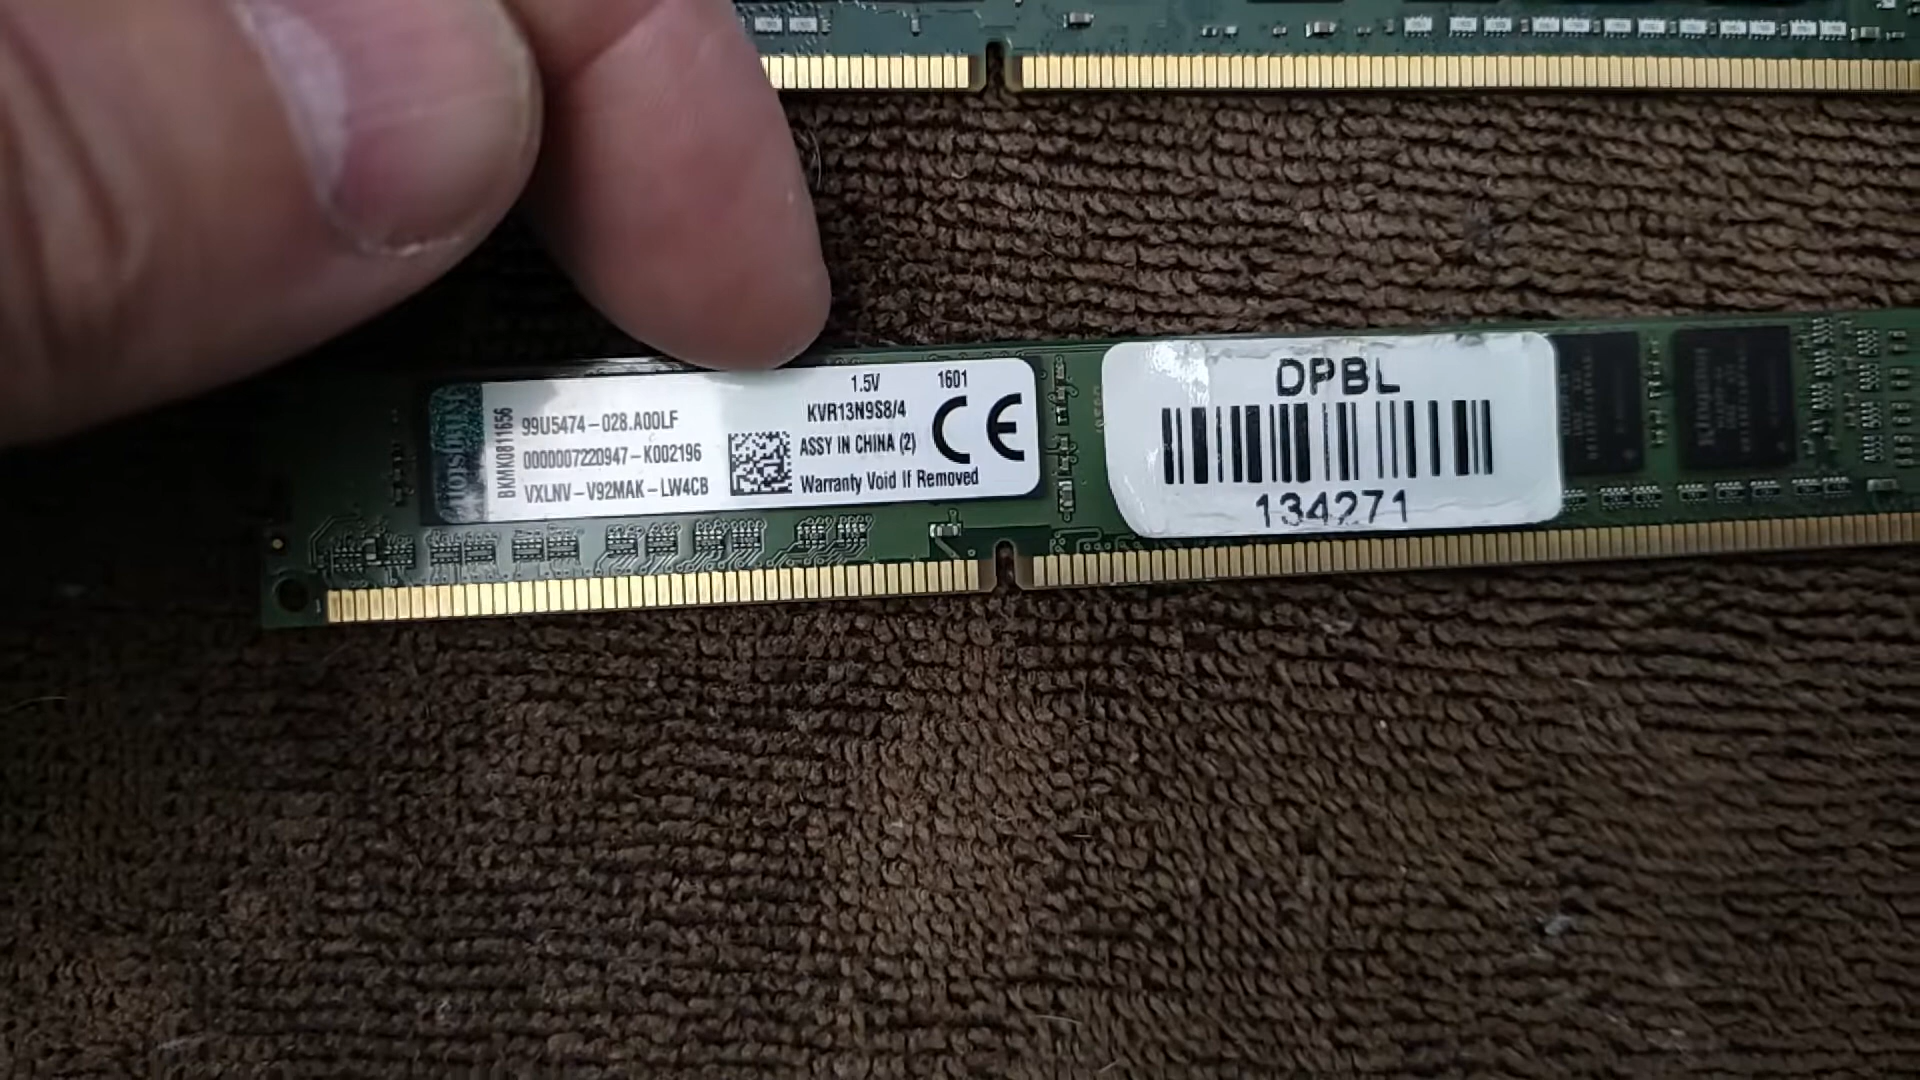 Kingston
BKMK0811656
99U5474-028.A00LF
0000007220947-K002196
VXLNV-V92MAK-LW4CB
1.5V 1601
KVR13N9S8/4
ASSY IN CHINA (2)
Warranty Void If Removed
CE
DPBL
134271